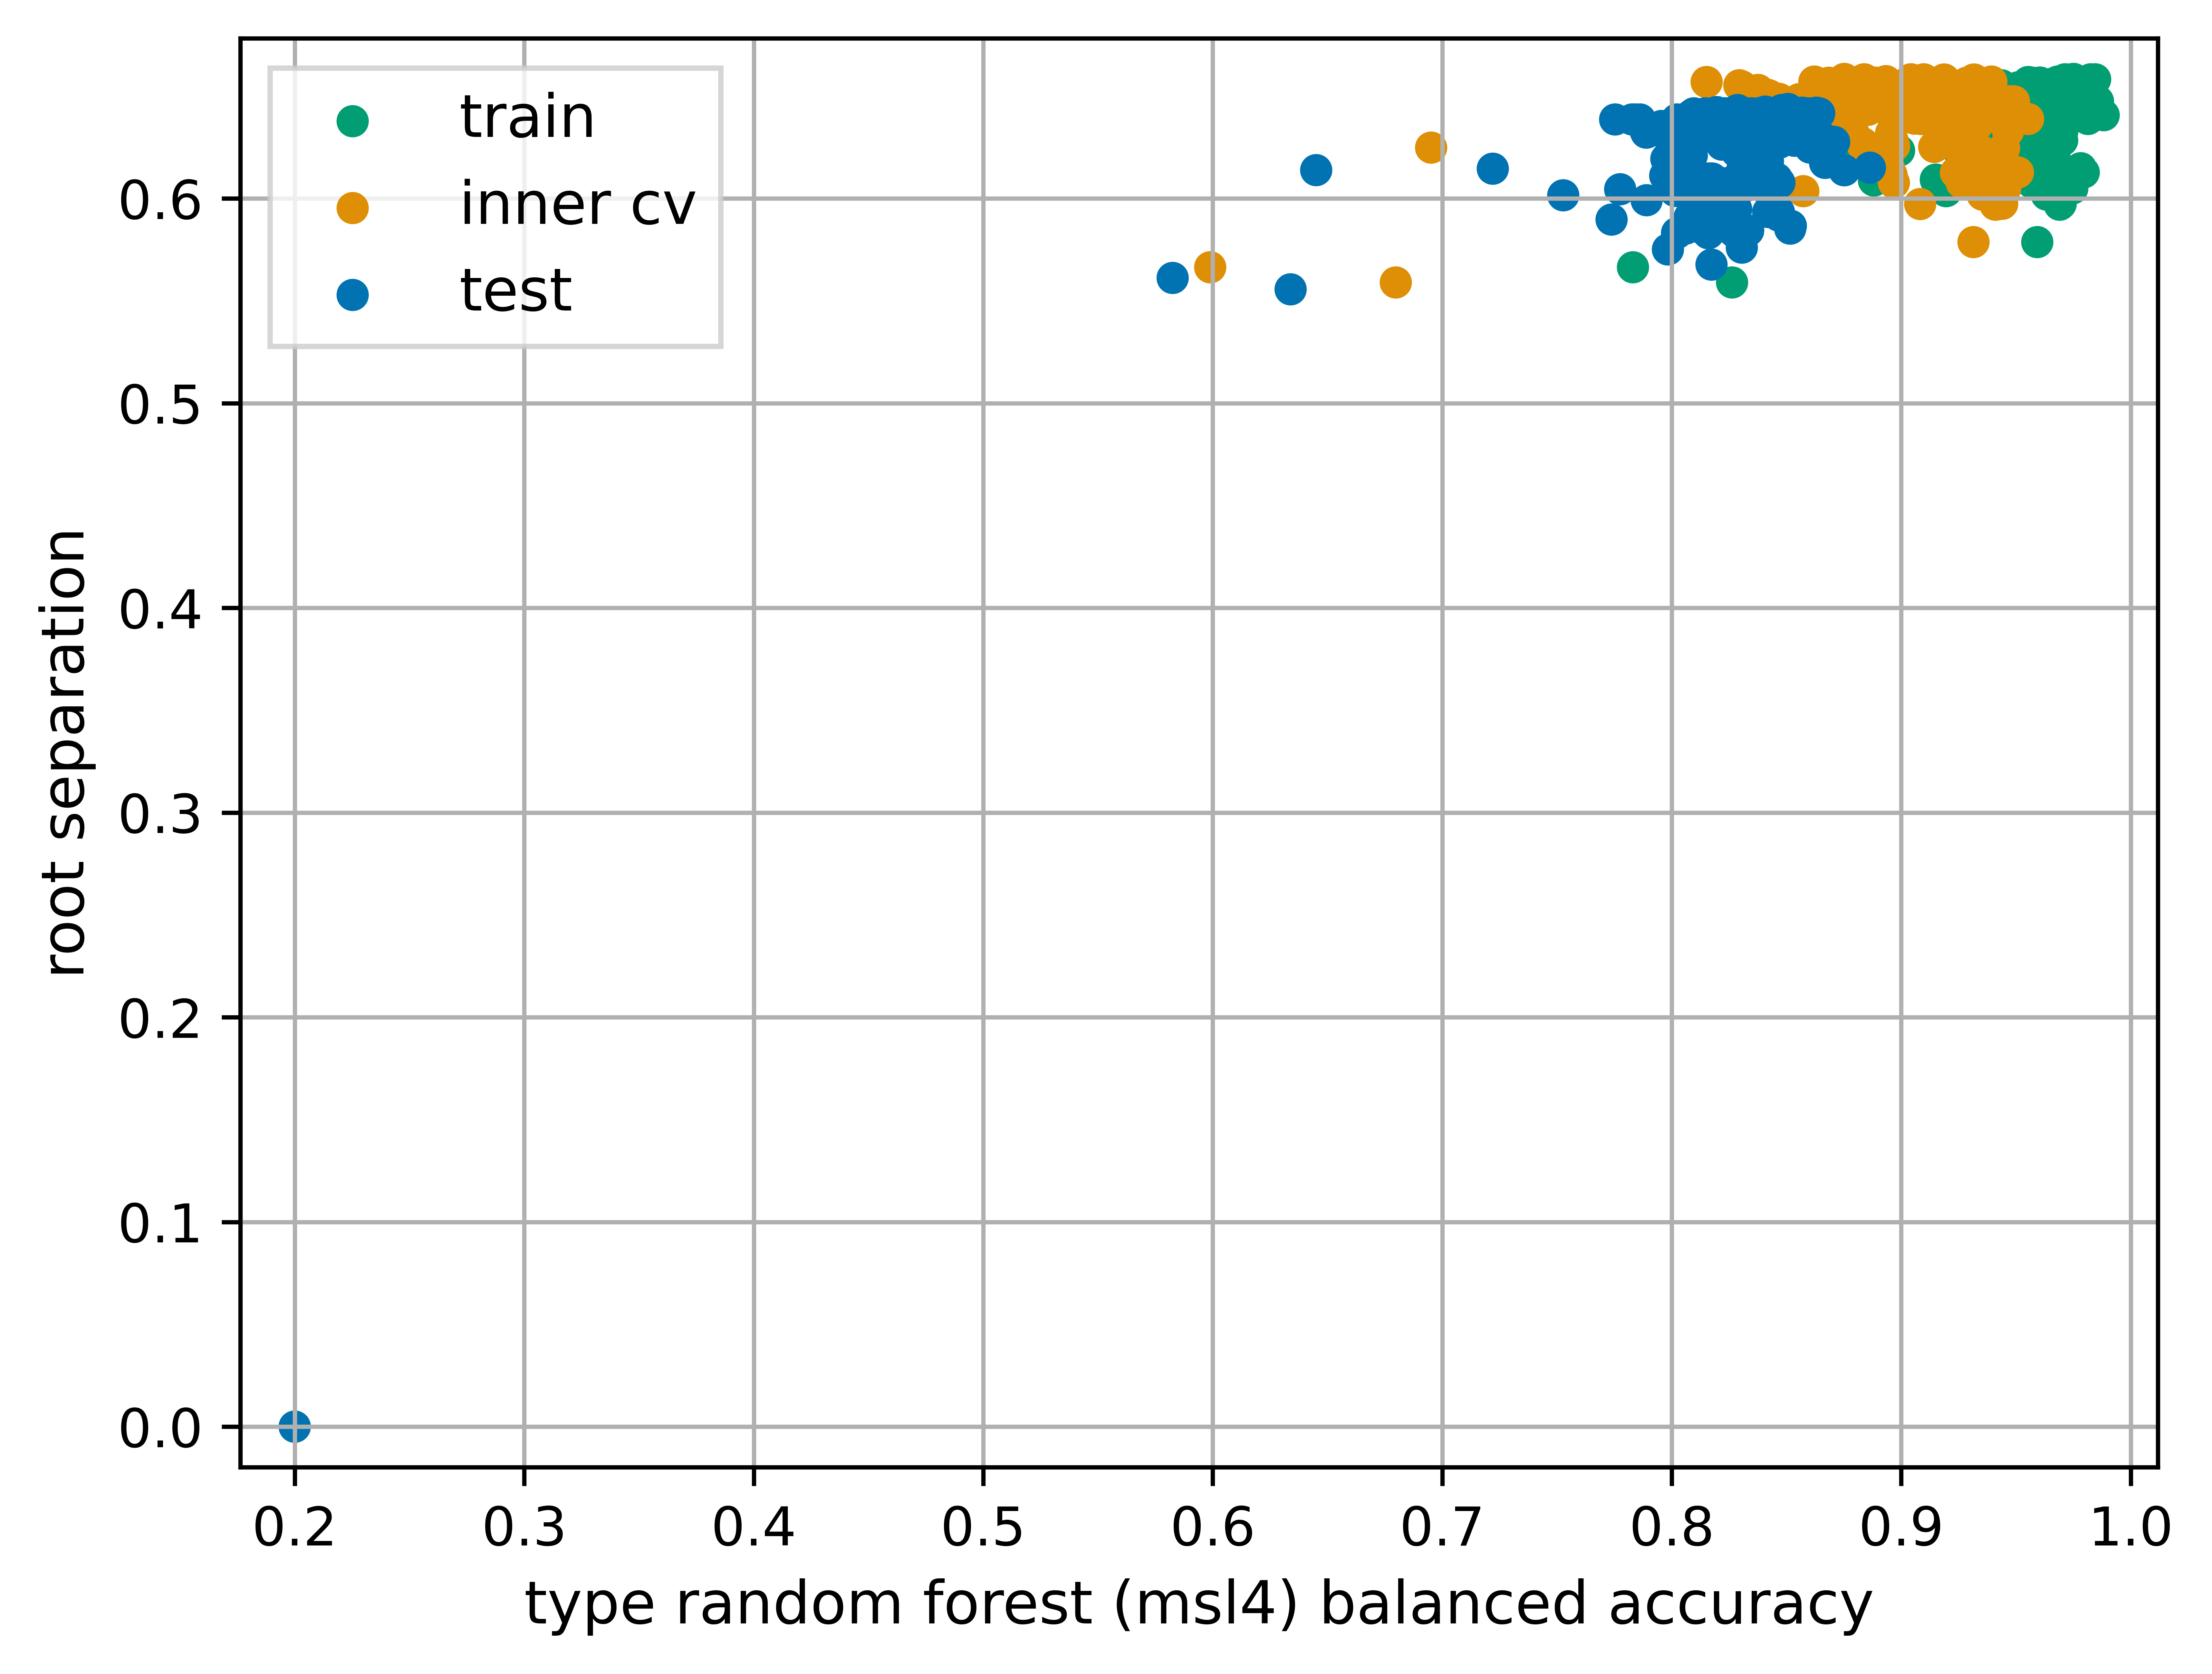 train
inner cv
test
root separation
0.6
0.5
0.4
0.3
0.2
0.1
0.0
0.2 0.3 0.4 0.5 0.6 0.7 0.8 0.9 1.0
type random forest (msl4) balanced accuracy